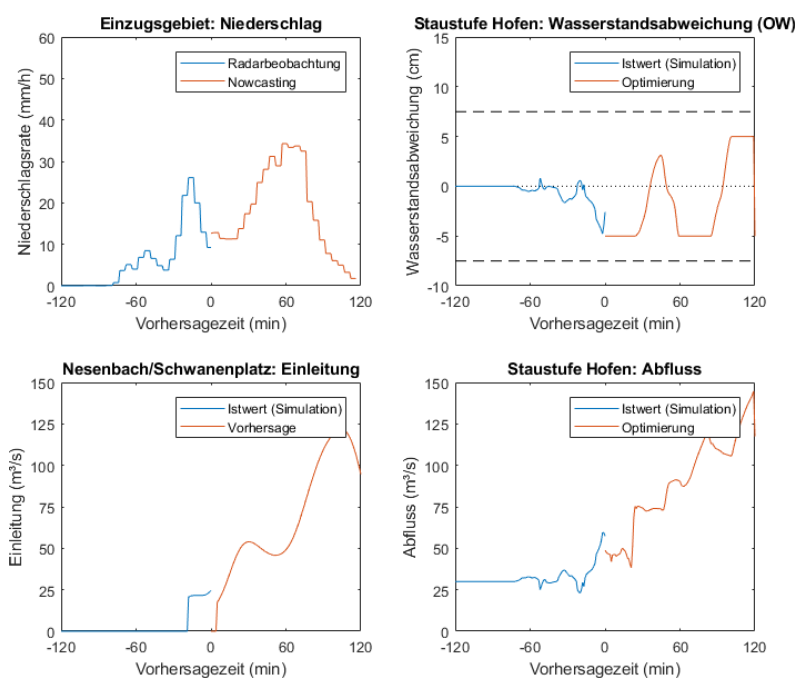 Einzugsgebiet: Niederschlag
60
50
40
30
20
10
0
Niederschlagsrate (mm/h)
Radarbeobachtung
Nowcasting
-120
-60
0
60
120
Vorhersagezeit (min)
Staustufe Hofen: Wasserstandsabweichung (OW)
15
10
5
0
-5
-10
Wasserstandsabweichung (cm)
Istwert (Simulation)
Optimierung
-120
-60
0
60
120
Vorhersagezeit (min)
Nesenbach/Schwanenplatz: Einleitung
150
125
100
75
50
25
0
Einleitung (m³/s)
Istwert (Simulation)
Vorhersage
-120
-60
0
60
120
Vorhersagezeit (min)
Staustufe Hofen: Abfluss
150
125
100
75
50
25
0
Abfluss (m³/s)
Istwert (Simulation)
Optimierung
-120
-60
0
60
120
Vorhersagezeit (min)